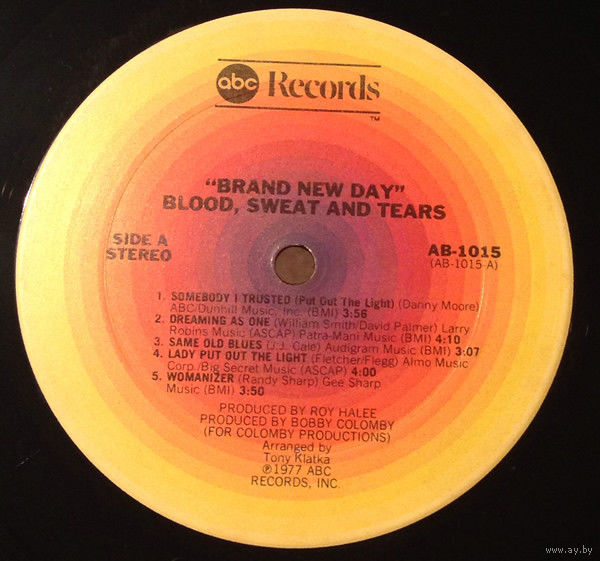 abc Records
TM
"BRAND NEW DAY"
BLOOD, SWEAT AND TEARS
SIDE A
STEREO
AB-1015
(AB-1015-A)
1. SOMEBODY I TRUSTED (Put Out The Light) (Danny Moore)
ABC/Dunhill Music, Inc. (BMI) 3:56
2. DREAMING AS ONE (William Smith/David Palmer) Larry
Robins Music (ASCAP) Patra-Mani Music (BMI) 4:10
3. SAME OLD BLUES (J.J. Cale) Audigram Music (BMI) 3:07
4. LADY PUT OUT THE LIGHT (Fletcher/Flegg) Almo Music
Corp./Big Secret Music (ASCAP) 4:00
5. WOMANIZER (Randy Sharp) Gee Sharp
Music (BMI) 3:50
PRODUCED BY ROY HALEE
PRODUCED BY BOBBY COLOMBY
(FOR COLOMBY PRODUCTIONS)
Arranged by
Tony Klatka
℗1977 ABC
RECORDS, INC.
www.ay.by